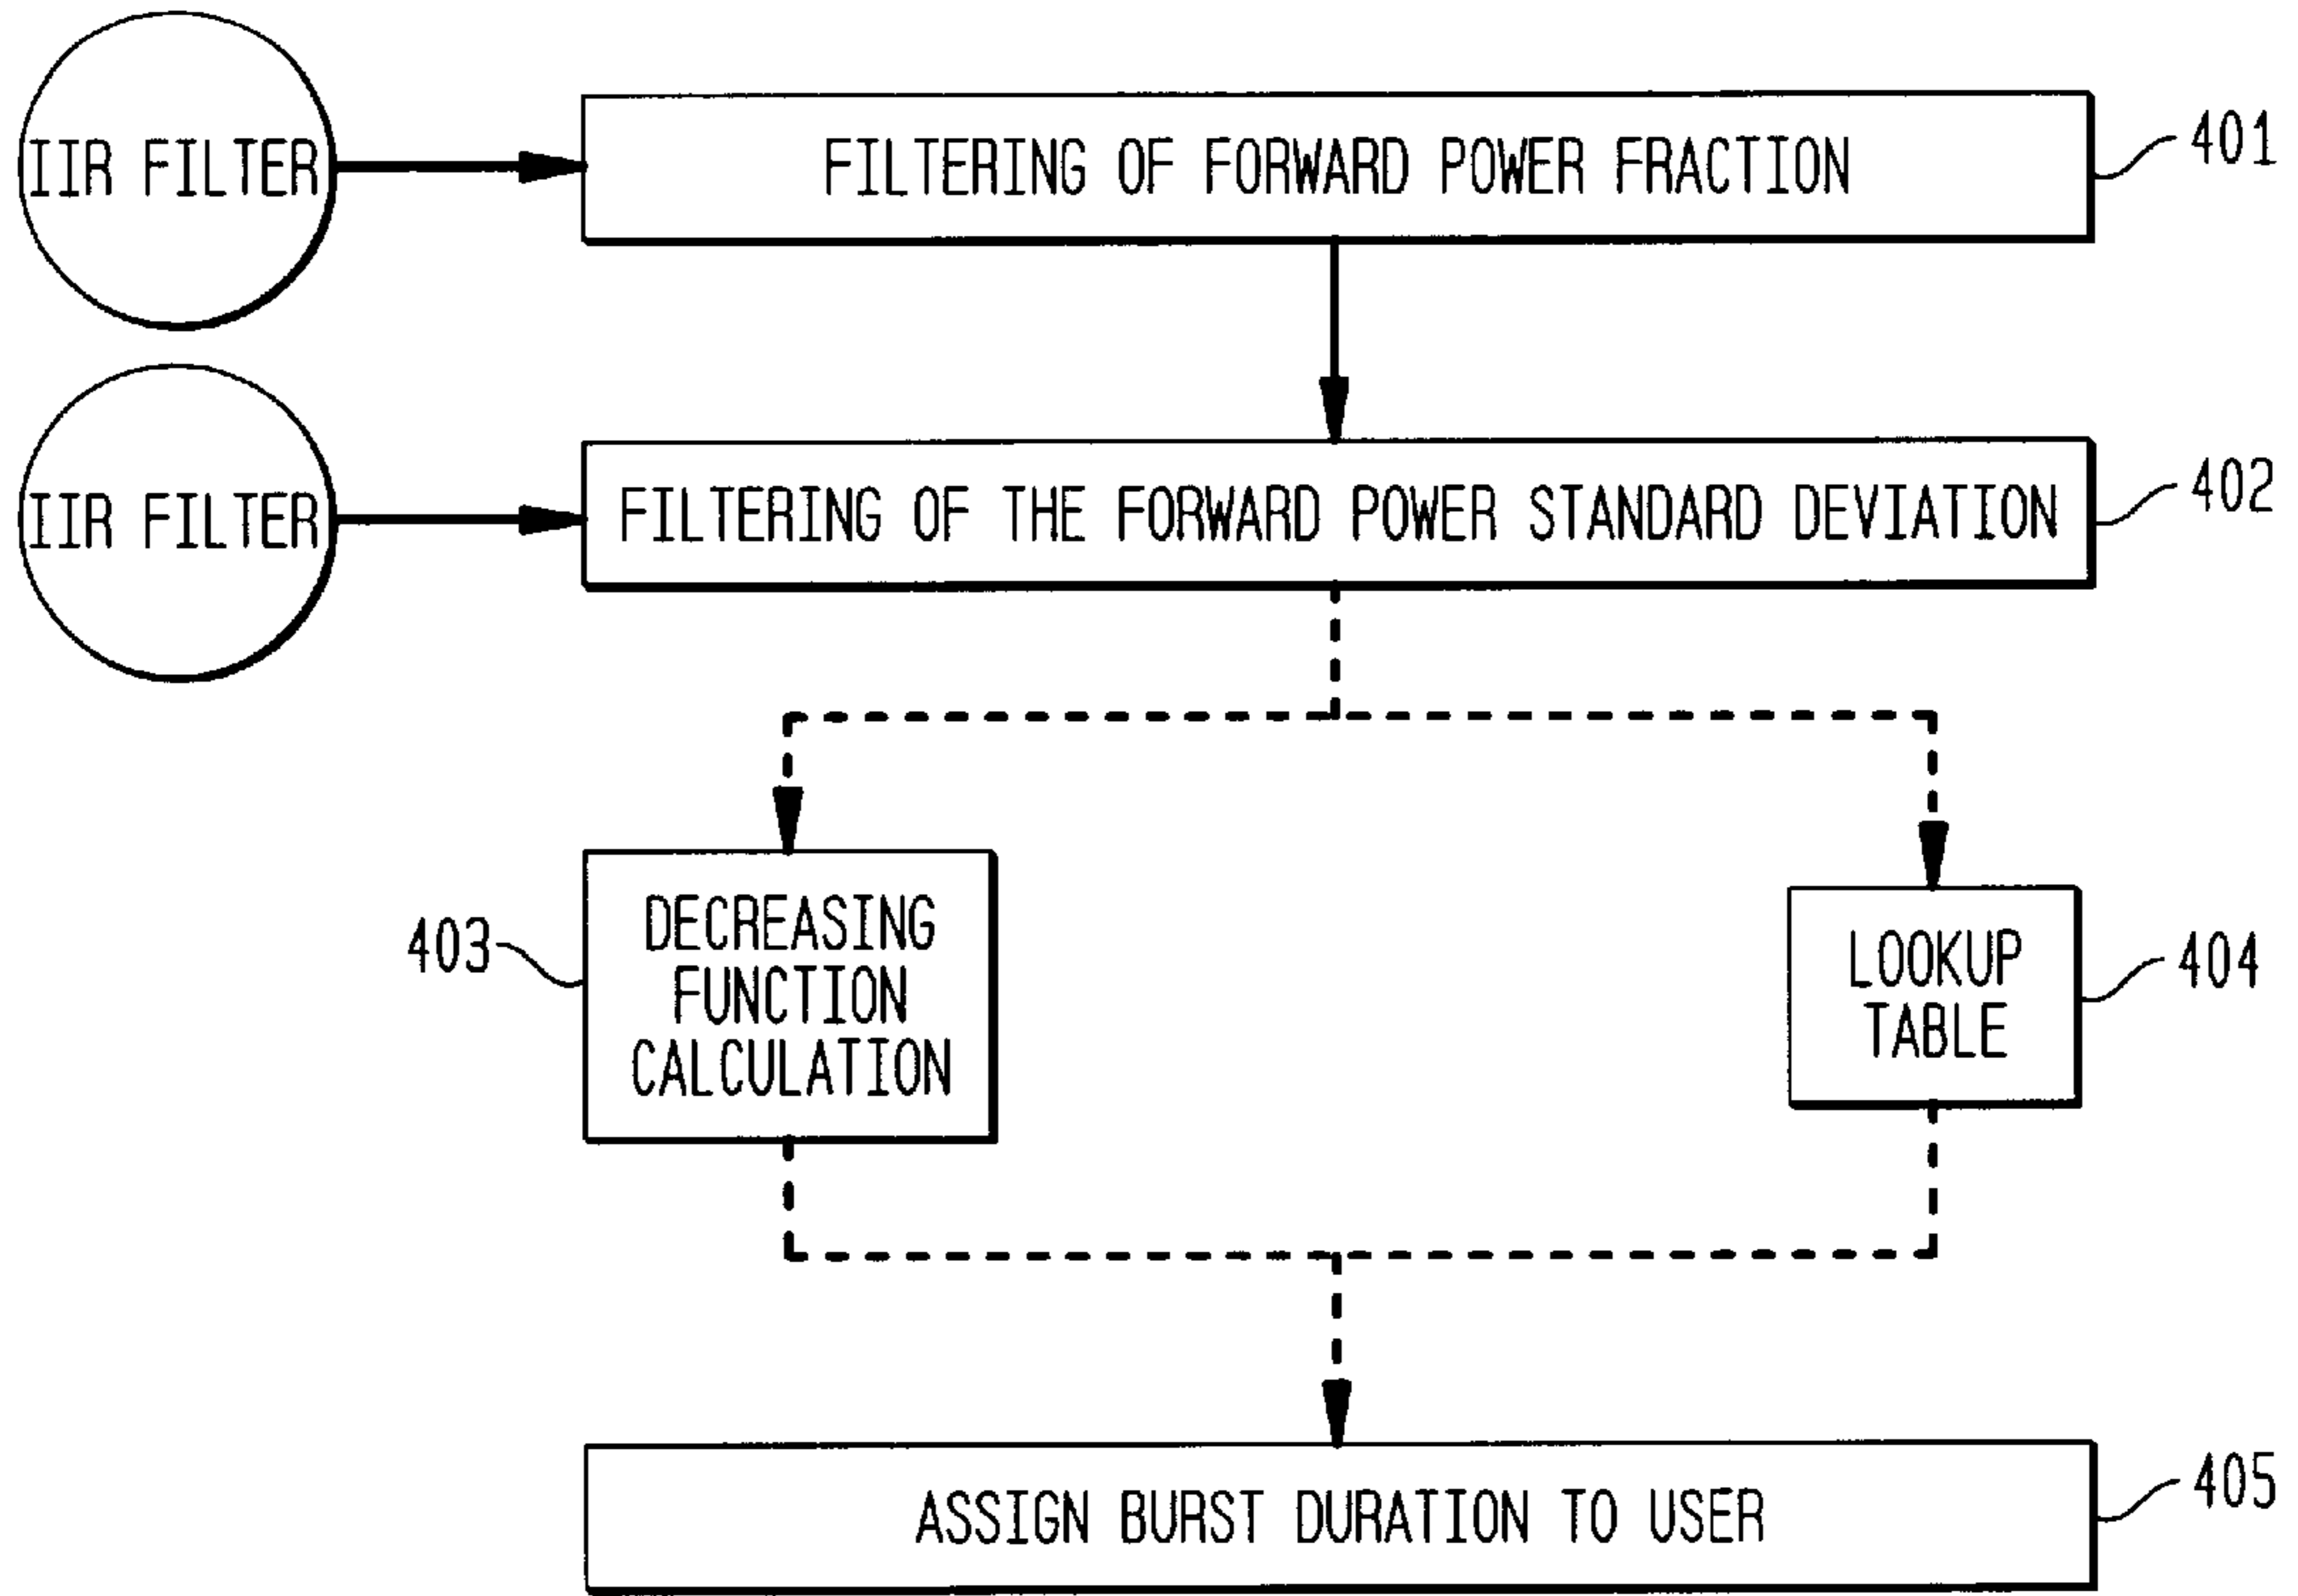 IIR FILTER
FILTERING OF FORWARD POWER FRACTION
401
IIR FILTER
FILTERING OF THE FORWARD POWER STANDARD DEVIATION
402
403
DECREASING
FUNCTION
CALCULATION
LOOKUP
TABLE
404
ASSIGN BURST DURATION TO USER
405